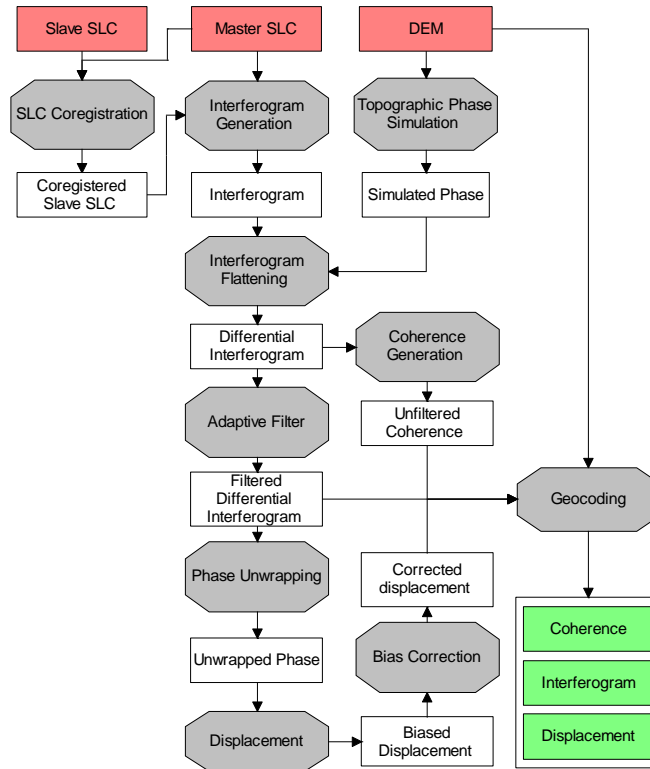 Slave SLC
Master SLC
DEM
SLC Coregistration
Interferogram
Generation
Topographic Phase
Simulation
Coregistered
Slave SLC
Interferogram
Simulated Phase
Interferogram
Flattening
Differential
Interferogram
Coherence
Generation
Adaptive Filter
Unfiltered
Coherence
Filtered
Differential
Interferogram
Geocoding
Phase Unwrapping
Corrected
displacement
Coherence
Unwrapped Phase
Bias Correction
Interferogram
Displacement
Biased
Displacement
Displacement